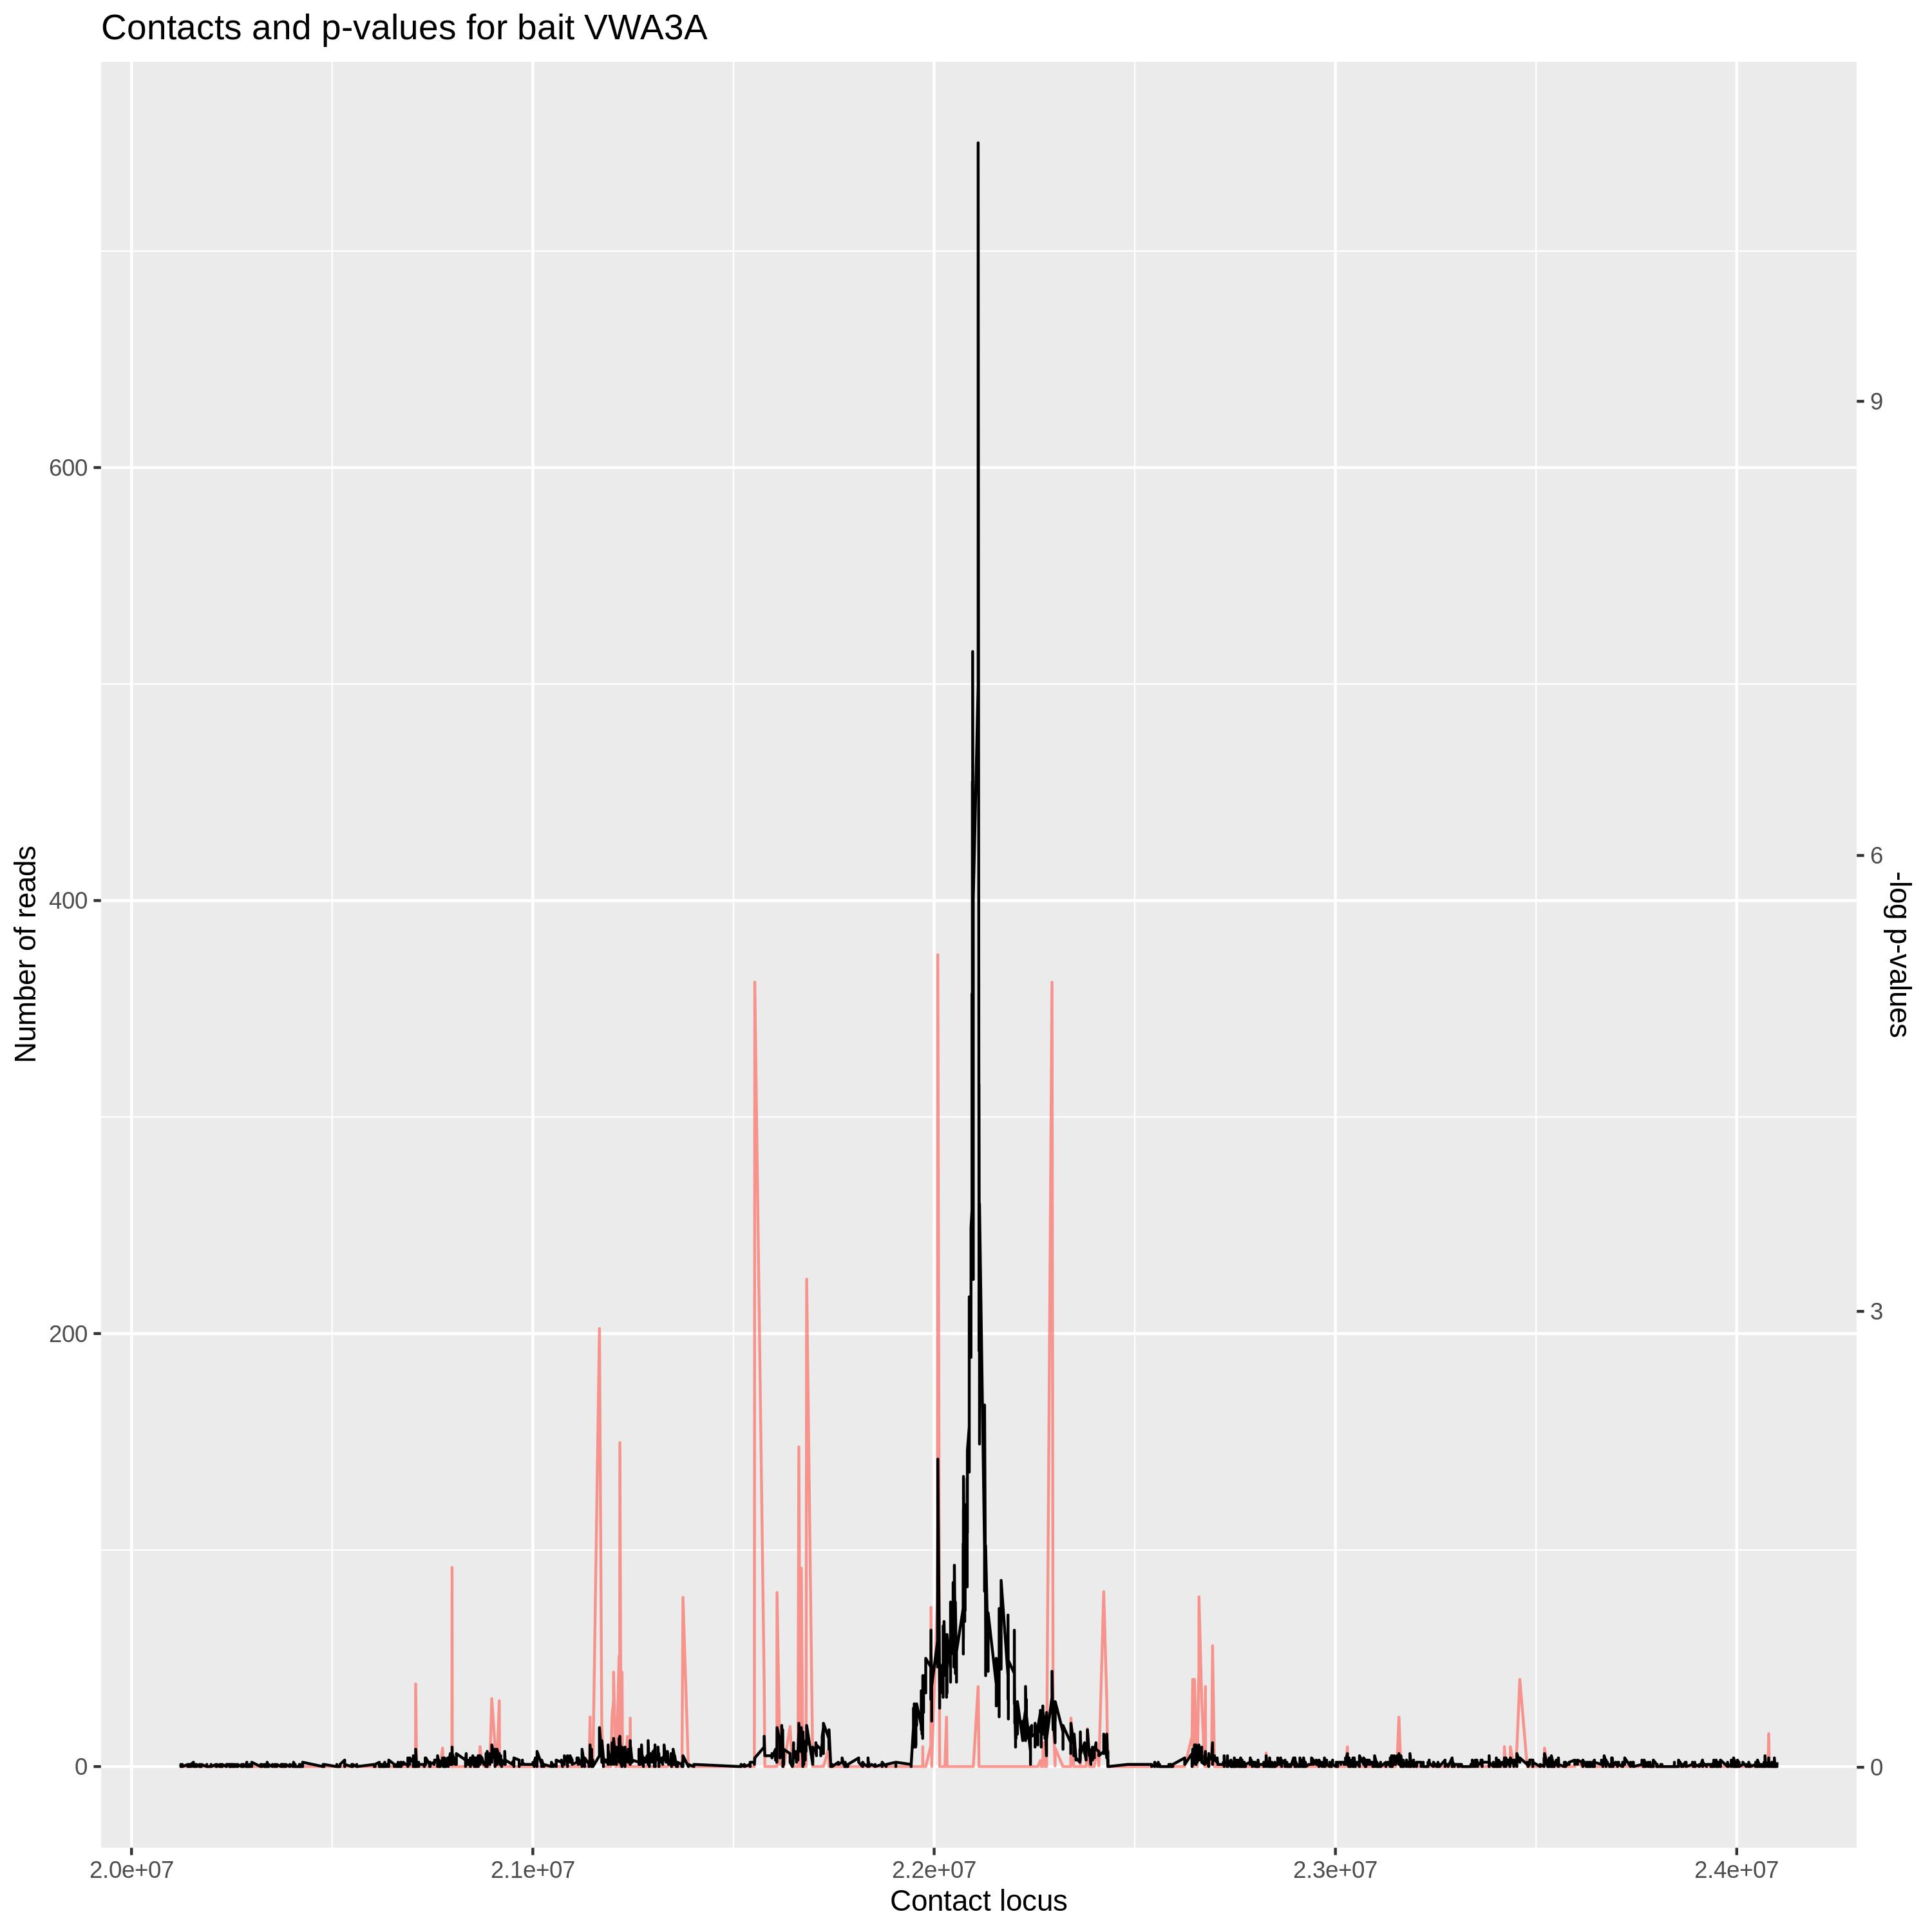 Contacts and p-values for bait VWA3A
Number of reads
600
400
200
0
9
6
3
0
-log p-values
2.0e+07
2.1e+07
2.2e+07
2.3e+07
2.4e+07
Contact locus